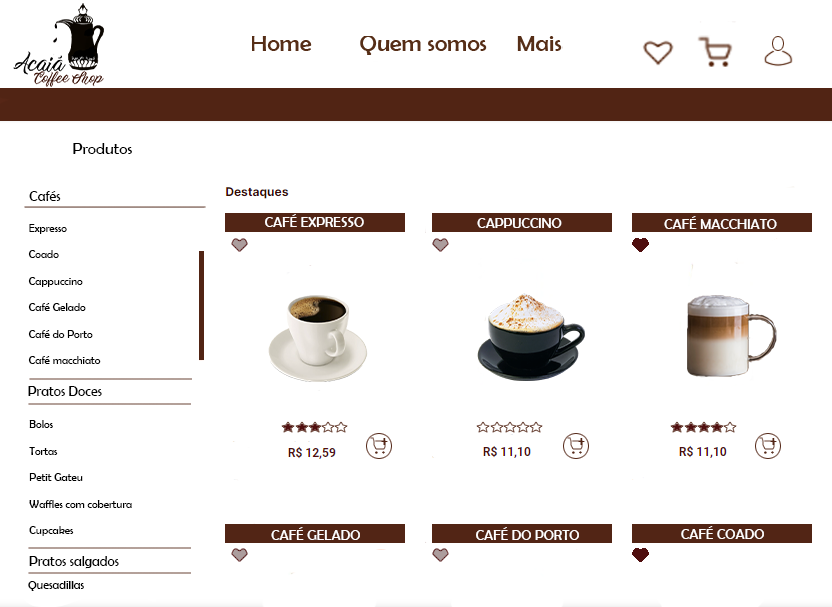 Acaiá
Coffee Shop
Home
Quem somos
Mais
Produtos
Cafés
Expresso
Coado
Cappuccino
Café Gelado
Café do Porto
Café macchiato
Pratos Doces
Bolos
Tortas
Petit Gateu
Waffles com cobertura
Cupcakes
Pratos salgados
Quesadillas
Destaques
CAFÉ EXPRESSO
CAPPUCCINO
CAFÉ MACCHIATO
R$ 12,59
R$ 11,10
R$ 11,10
CAFÉ GELADO
CAFÉ DO PORTO
CAFÉ COADO